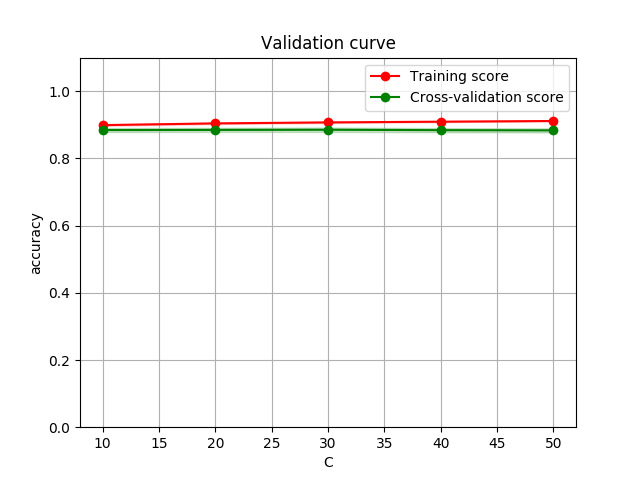 Validation curve
Training score
Cross-validation score
1.0
0.8
0.6
0.4
0.2
0.0
accuracy
10 15 20 25 30 35 40 45 50
C